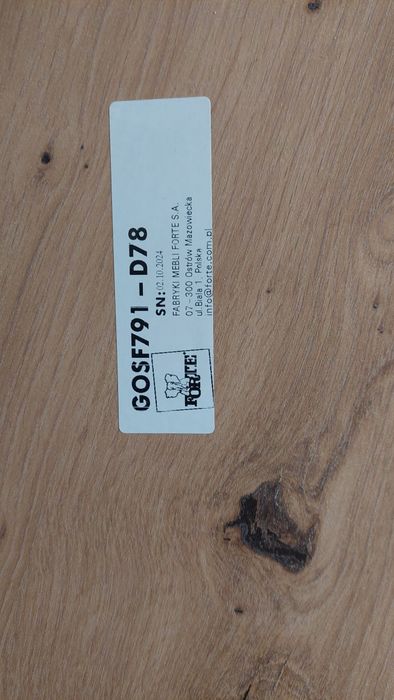 GOSF791 – D78
SN: 02.10.2024
FABRYKI MEBLI FORTE S.A.
07-300 Ostrów Mazowiecka
ul.Biała 1, Polska
info@forte.com.pl
FORTE